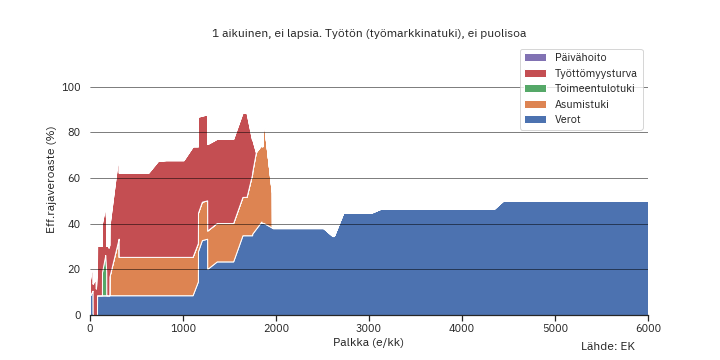 1 aikuinen, ei lapsia. Työtön (työmarkkinatuki), ei puolisoa
Päivähoito
Työttömyysturva
Toimeentulotuki
Asumistuki
Verot
Eff.rajaveroaste (%)
100
80
60
40
20
0
0 1000 2000 3000 4000 5000 6000
Palkka (e/kk)
Lähde: EK